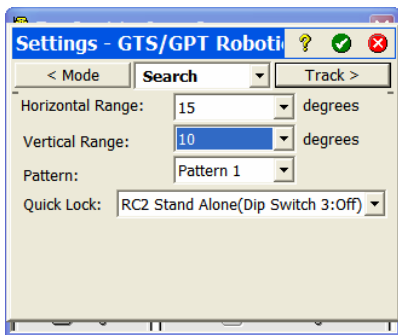 Settings - GTS/GPT Roboti
< Mode Search Track >
Horizontal Range: 15 degrees
Vertical Range: 10 degrees
Pattern: Pattern 1
Quick Lock: RC2 Stand Alone(Dip Switch 3:Off)